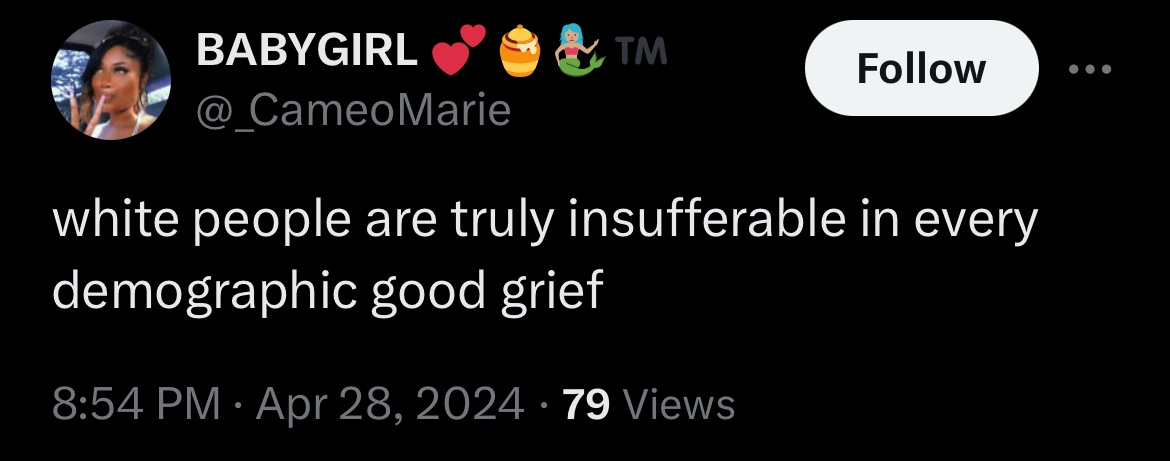 BABYGIRL 💕🍯🧜🏼‍♀️™
@_CameoMarie
Follow
white people are truly insufferable in every
demographic good grief
8:54 PM · Apr 28, 2024 · 79 Views